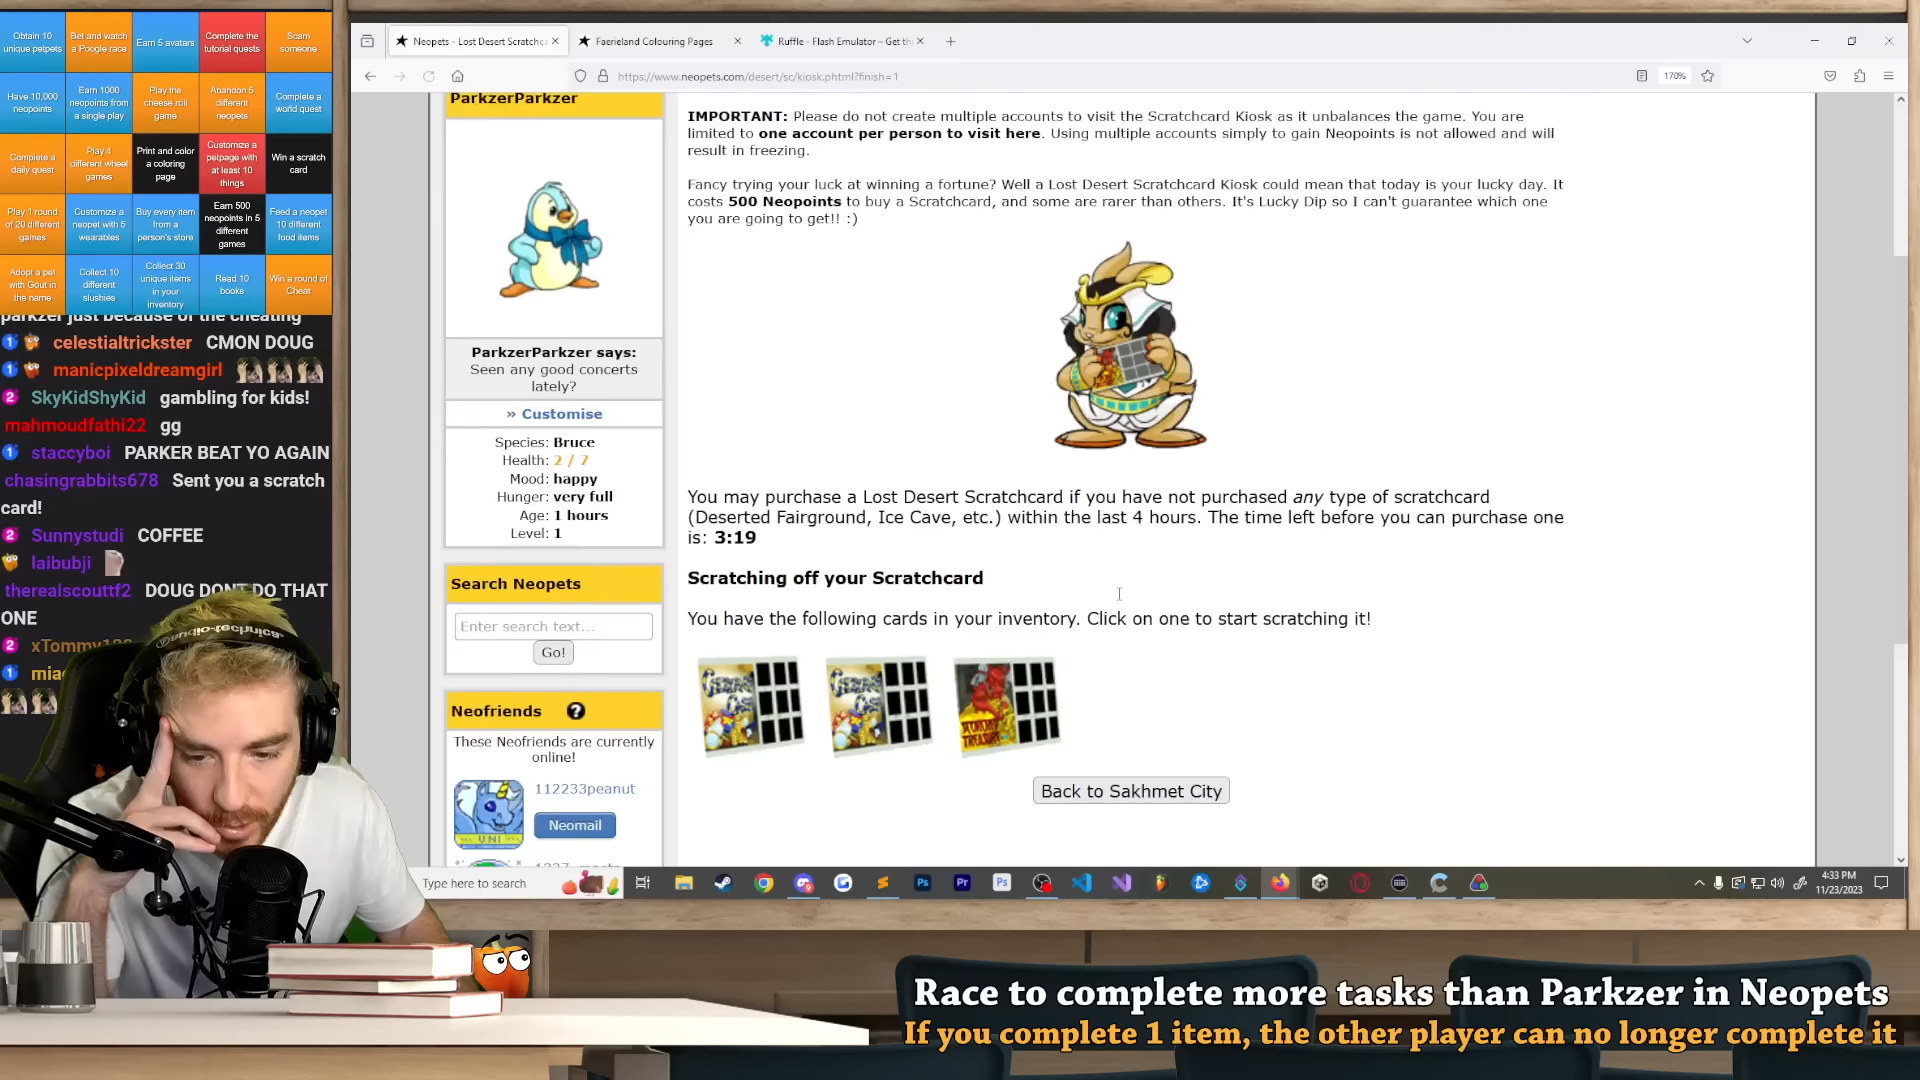 Obtain 10
unique petpets
Bet and watch
a Poogle race
Earn 5 avatars
Complete the
tutorial quests
Scam
someone
Have 10,000
neopoints
Earn 1000
neopoints from
a single play
Play the
cheese roll
game
Abandon 5
different
neopets
Complete a
world quest
Complete a
daily quest
Play 4
different wheel
games
Print and color
a coloring
page
Customize a
petpage with
at least 10
things
Win a scratch
card
Play 1 round
of 20 different
games
Customize a
neopet with 5
wearables
Buy every item
from a
person's store
Earn 500
neopoints in 5
different
games
Feed a neopet
10 different
food items
Adopt a pet
with Gout in
the name
Collect 10
different
slushies
Collect 30
unique items
in your
inventory
Read 10
books
Win a round of
Cheat
parkzer just because of the cheating
celestialtrickster CMON DOUG
manicpixeldreamgirl
SkyKidShyKid gambling for kids!
mahmoudfathi22 gg
staccyboi PARKER BEAT YO AGAIN
chasingrabbits678 Sent you a scratch
card!
Sunnystudi COFFEE
laibubji
therealscouttf2 DOUG DONT DO THAT
ONE
audio-technica
Neopets - Lost Desert Scratchc
Faerieland Colouring Pages
Ruffle - Flash Emulator – Get th
https://www.neopets.com/desert/sc/kiosk.phtml?finish=1
170%
ParkzerParkzer
ParkzerParkzer says:
Seen any good concerts
lately?
» Customise
Species: Bruce
Health: 2 / 7
Mood: happy
Hunger: very full
Age: 1 hours
Level: 1
Search Neopets
Enter search text...
Go!
Neofriends ?
These Neofriends are currently
online!
112233peanut
UNI
Neomail
IMPORTANT: Please do not create multiple accounts to visit the Scratchcard Kiosk as it unbalances the game. You are
limited to one account per person to visit here. Using multiple accounts simply to gain Neopoints is not allowed and will
result in freezing.
Fancy trying your luck at winning a fortune? Well a Lost Desert Scratchcard Kiosk could mean that today is your lucky day. It
costs 500 Neopoints to buy a Scratchcard, and some are rarer than others. It's Lucky Dip so I can't guarantee which one
you are going to get!! :)
You may purchase a Lost Desert Scratchcard if you have not purchased any type of scratchcard
(Deserted Fairground, Ice Cave, etc.) within the last 4 hours. The time left before you can purchase one
is: 3:19
Scratching off your Scratchcard
You have the following cards in your inventory. Click on one to start scratching it!
Back to Sakhmet City
Type here to search
Ps
Pr
Ps
4:33 PM
11/23/2023
Race to complete more tasks than Parkzer in Neopets
If you complete 1 item, the other player can no longer complete it